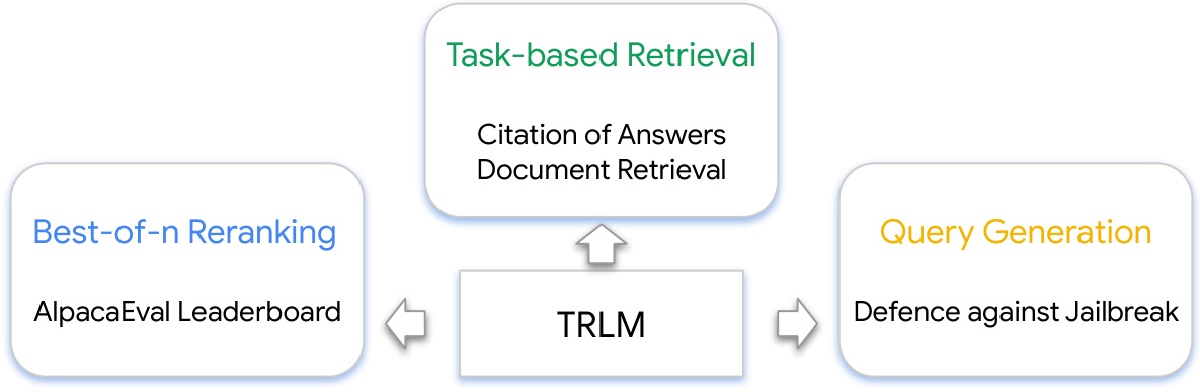 Task-based Retrieval
Citation of Answers
Document Retrieval
Best-of-n Reranking
AlpacaEval Leaderboard
TRLM
Query Generation
Defence against Jailbreak